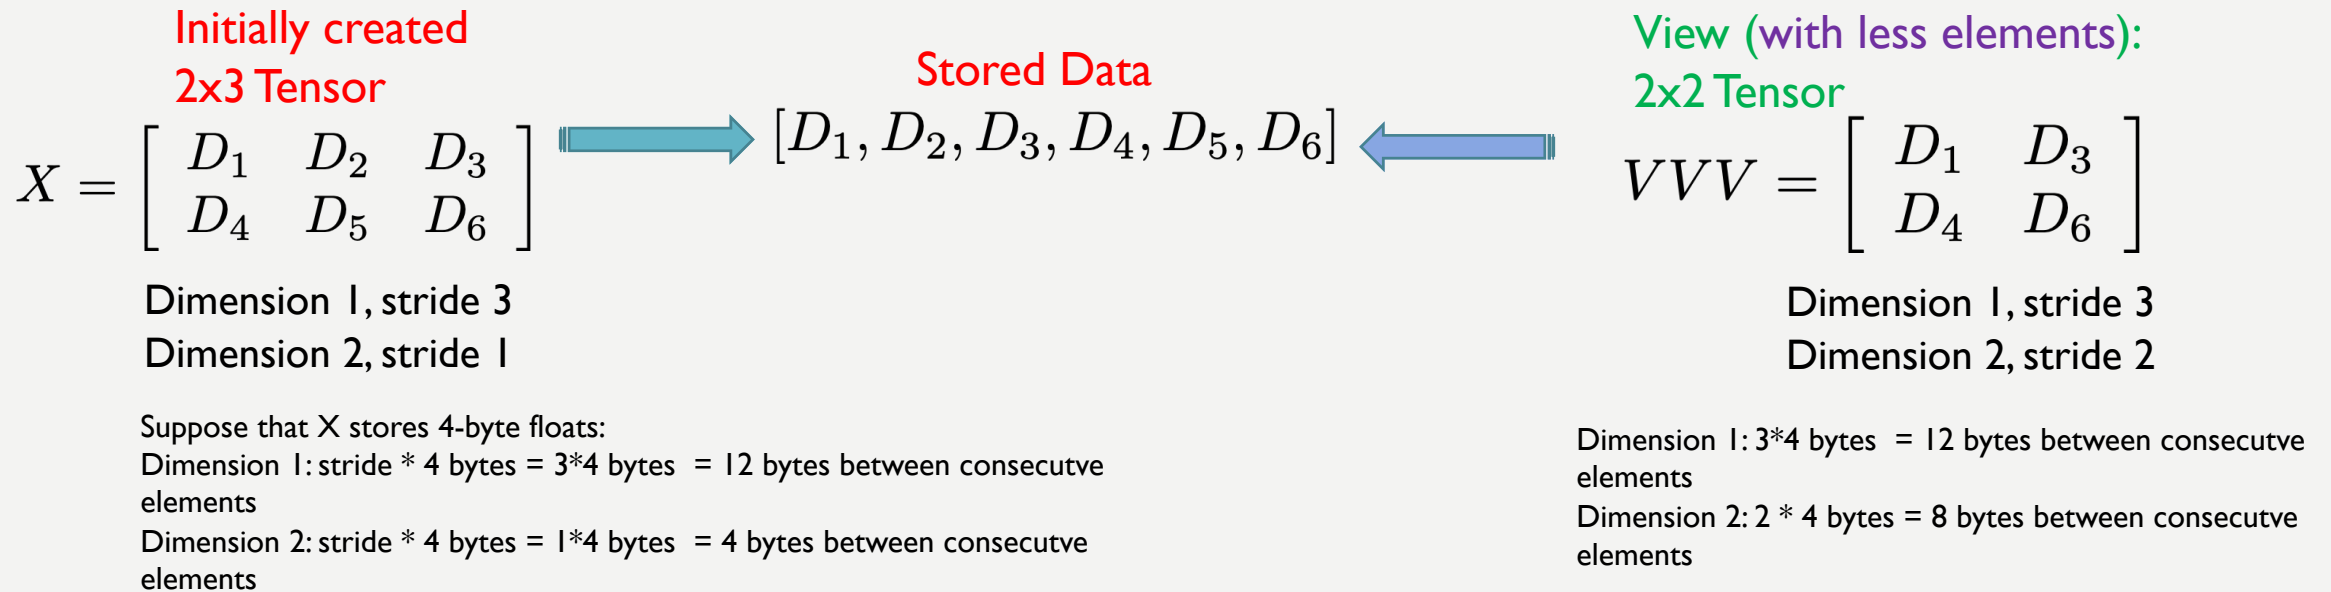 Initially created
2x3 Tensor
X = [ D₁ D₂ D₃
D₄ D₅ D₆ ]
Dimension 1, stride 3
Dimension 2, stride 1
Suppose that X stores 4-byte floats:
Dimension 1: stride * 4 bytes = 3*4 bytes = 12 bytes between consecutve
elements
Dimension 2: stride * 4 bytes = 1*4 bytes = 4 bytes between consecutve
elements
Stored Data
[D₁, D₂, D₃, D₄, D₅, D₆]
View (with less elements):
2x2 Tensor
VVV = [ D₁ D₃
D₄ D₆ ]
Dimension 1, stride 3
Dimension 2, stride 2
Dimension 1: 3*4 bytes = 12 bytes between consecutve
elements
Dimension 2: 2 * 4 bytes = 8 bytes between consecutve
elements